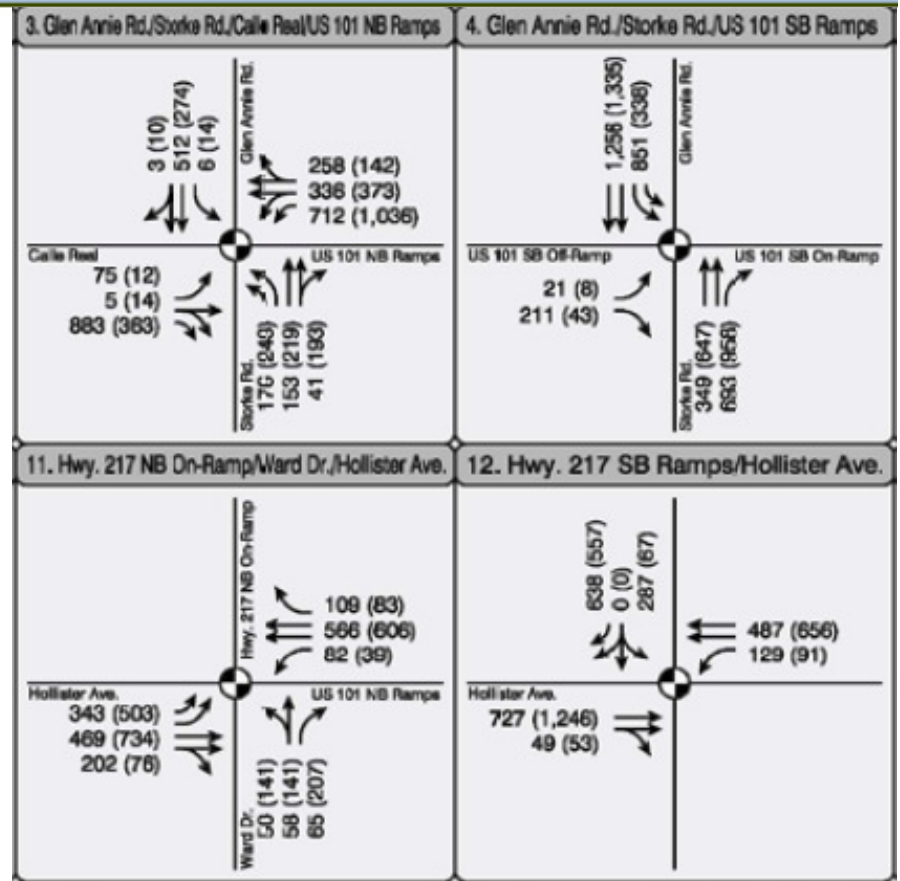 3. Glen Annie Rd./Storke Rd./Calle Real/US 101 NB Ramps
3 (10)
512 (274)
6 (14)
Glen Annie Rd.
258 (142)
336 (373)
712 (1,036)
Calle Real
US 101 NB Ramps
75 (12)
5 (14)
883 (363)
Storke Rd.
170 (243)
153 (219)
41 (193)
4. Glen Annie Rd./Storke Rd./US 101 SB Ramps
1,256 (1,335)
851 (338)
Glen Annie Rd.
US 101 SB Off-Ramp
US 101 SB On-Ramp
21 (8)
211 (43)
Storke Rd.
349 (647)
693 (958)
11. Hwy. 217 NB On-Ramp/Ward Dr./Hollister Ave.
Hwy. 217 NB On-Ramp
109 (83)
566 (606)
82 (39)
Hollister Ave.
US 101 NB Ramps
343 (503)
469 (734)
202 (76)
Ward Dr.
50 (141)
58 (141)
65 (207)
12. Hwy. 217 SB Ramps/Hollister Ave.
638 (557)
0 (0)
287 (67)
487 (656)
129 (91)
Hollister Ave.
727 (1,246)
49 (53)